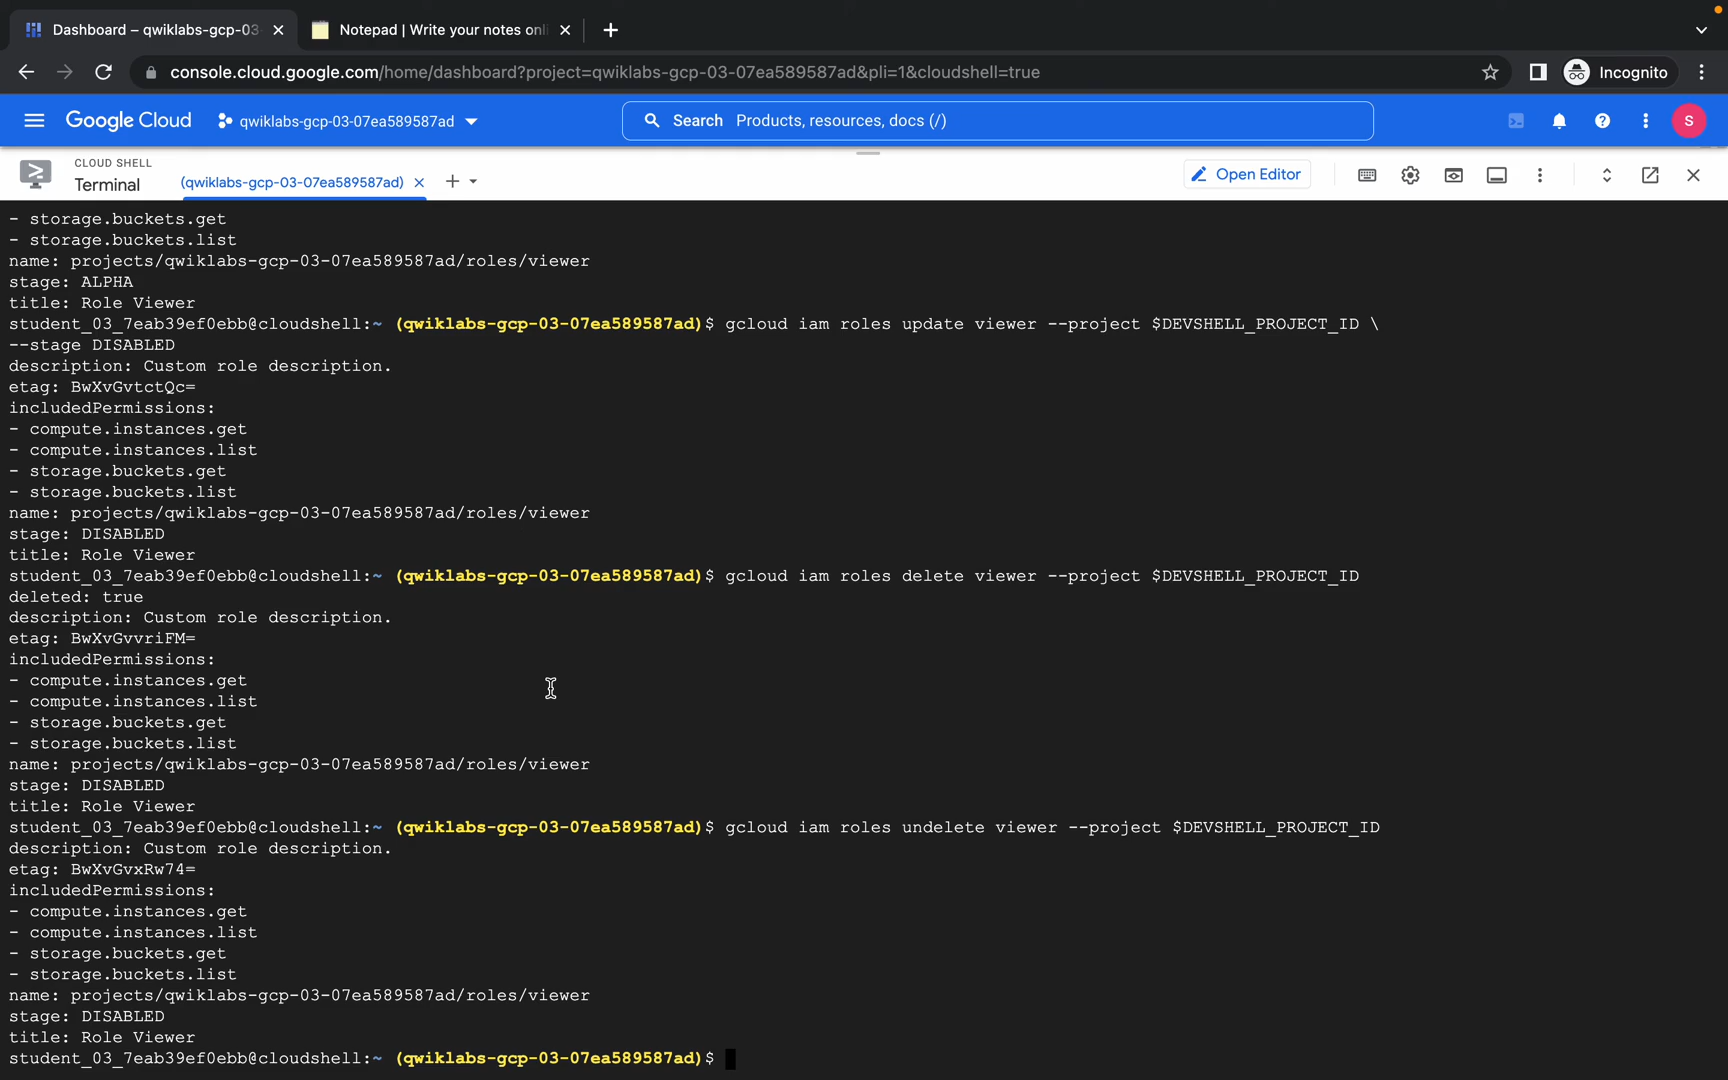 Dashboard – qwiklabs-gcp-03-
Notepad | Write your notes onli
console.cloud.google.com/home/dashboard?project=qwiklabs-gcp-03-07ea589587ad&pli=1&cloudshell=true
Incognito
Google Cloud
qwiklabs-gcp-03-07ea589587ad
Search Products, resources, docs (/)
S
CLOUD SHELL
Terminal
(qwiklabs-gcp-03-07ea589587ad)
Open Editor
- storage.buckets.get
- storage.buckets.list
name: projects/qwiklabs-gcp-03-07ea589587ad/roles/viewer
stage: ALPHA
title: Role Viewer
student_03_7eab39ef0ebb@cloudshell:~ (qwiklabs-gcp-03-07ea589587ad)$ gcloud iam roles update viewer --project $DEVSHELL_PROJECT_ID \
--stage DISABLED
description: Custom role description.
etag: BwXvGvtctQc=
includedPermissions:
- compute.instances.get
- compute.instances.list
- storage.buckets.get
- storage.buckets.list
name: projects/qwiklabs-gcp-03-07ea589587ad/roles/viewer
stage: DISABLED
title: Role Viewer
student_03_7eab39ef0ebb@cloudshell:~ (qwiklabs-gcp-03-07ea589587ad)$ gcloud iam roles delete viewer --project $DEVSHELL_PROJECT_ID
deleted: true
description: Custom role description.
etag: BwXvGvvriFM=
includedPermissions:
- compute.instances.get
- compute.instances.list
- storage.buckets.get
- storage.buckets.list
name: projects/qwiklabs-gcp-03-07ea589587ad/roles/viewer
stage: DISABLED
title: Role Viewer
student_03_7eab39ef0ebb@cloudshell:~ (qwiklabs-gcp-03-07ea589587ad)$ gcloud iam roles undelete viewer --project $DEVSHELL_PROJECT_ID
description: Custom role description.
etag: BwXvGvxRw74=
includedPermissions:
- compute.instances.get
- compute.instances.list
- storage.buckets.get
- storage.buckets.list
name: projects/qwiklabs-gcp-03-07ea589587ad/roles/viewer
stage: DISABLED
title: Role Viewer
student_03_7eab39ef0ebb@cloudshell:~ (qwiklabs-gcp-03-07ea589587ad)$